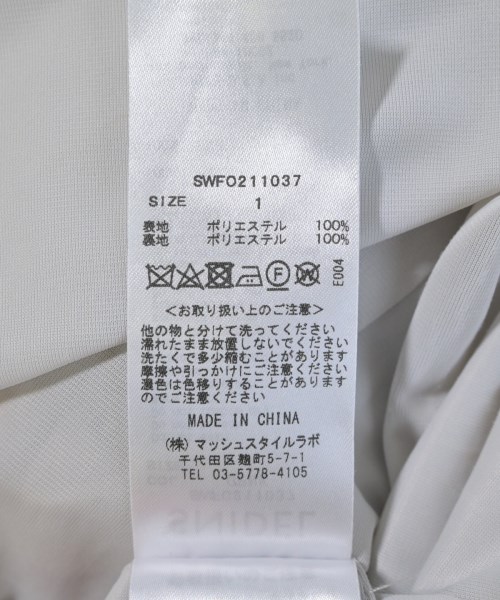 SWFO211037
SIZE 1
表地 ポリエステル 100%
裏地 ポリエステル 100%
F W
E004
<お取り扱い上のご注意>
他の物と分けて洗ってください
濡れたまま放置しないでください
洗たくで多少縮むことがあります
摩擦や引っかけにご注意ください
濃色は色移りすることがあります
のでご注意ください
MADE IN CHINA
(株)マッシュスタイルラボ
千代田区麹町5-7-1
TEL 03-5778-4105